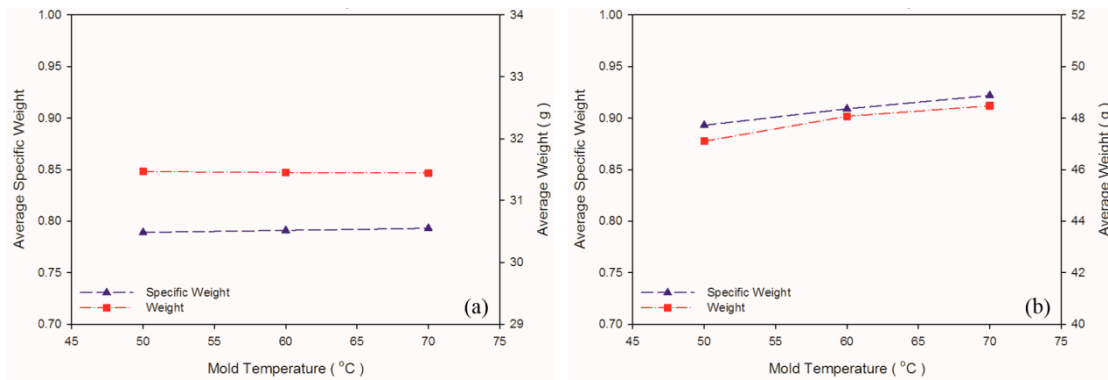 1.00
0.95
0.90
0.85
0.80
0.75
0.70
Average Specific Weight
34
33
32
31
30
29
Average Weight ( g )
45 50 55 60 65 70 75
Mold Temperature ( °C )
Specific Weight
Weight
(a)
1.00
0.95
0.90
0.85
0.80
0.75
0.70
Average Specific Weight
52
50
48
46
44
42
40
Average Weight ( g )
45 50 55 60 65 70 75
Mold Temperature ( °C )
Specific Weight
Weight
(b)